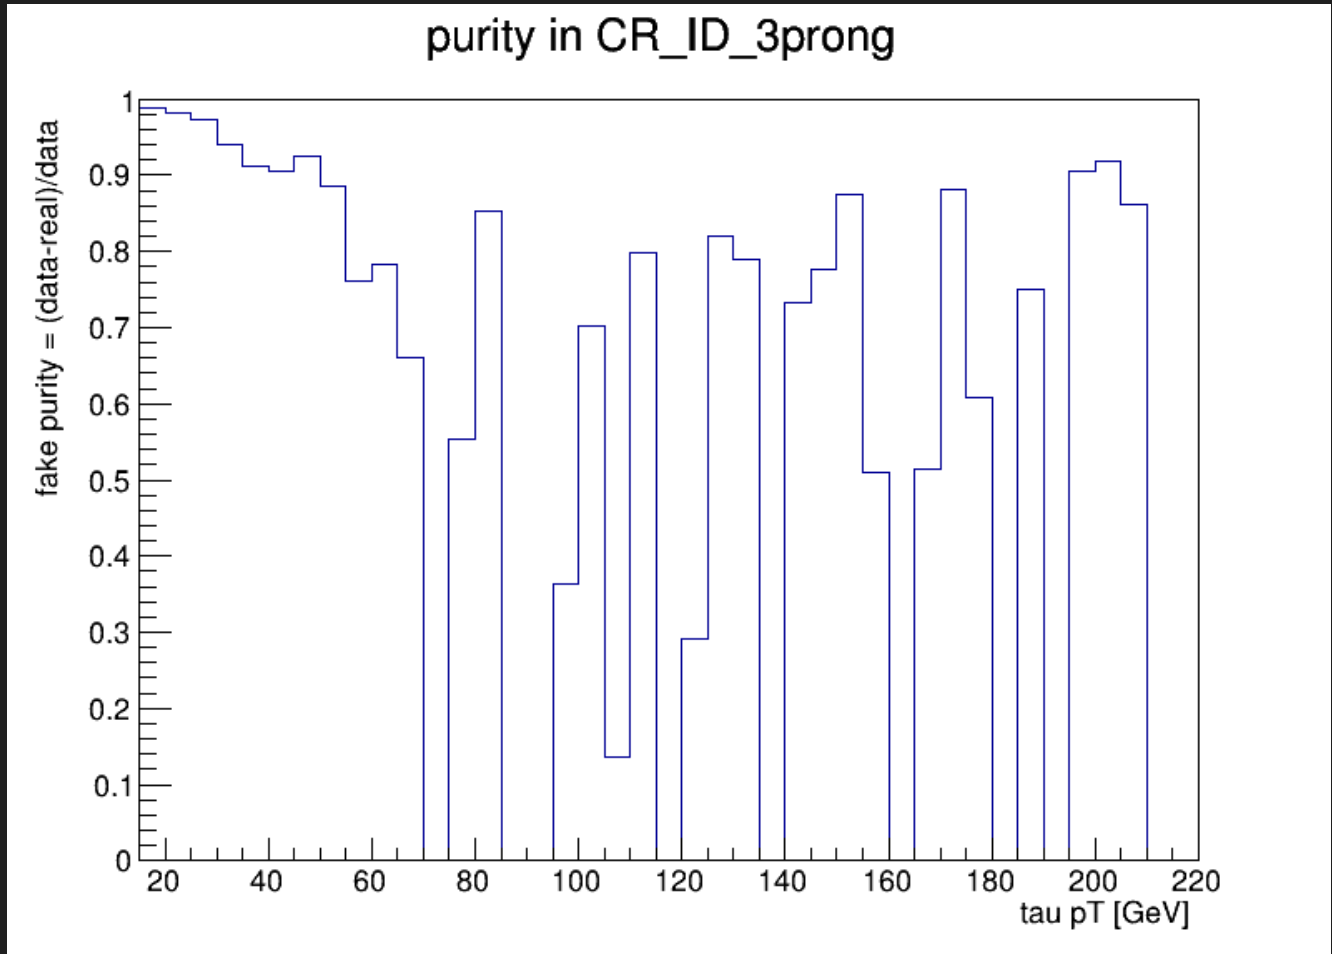 purity in CR_ID_3prong
fake purity = (data-real)/data
1
0.9
0.8
0.7
0.6
0.5
0.4
0.3
0.2
0.1
0
20 40 60 80 100 120 140 160 180 200 220
tau pT [GeV]